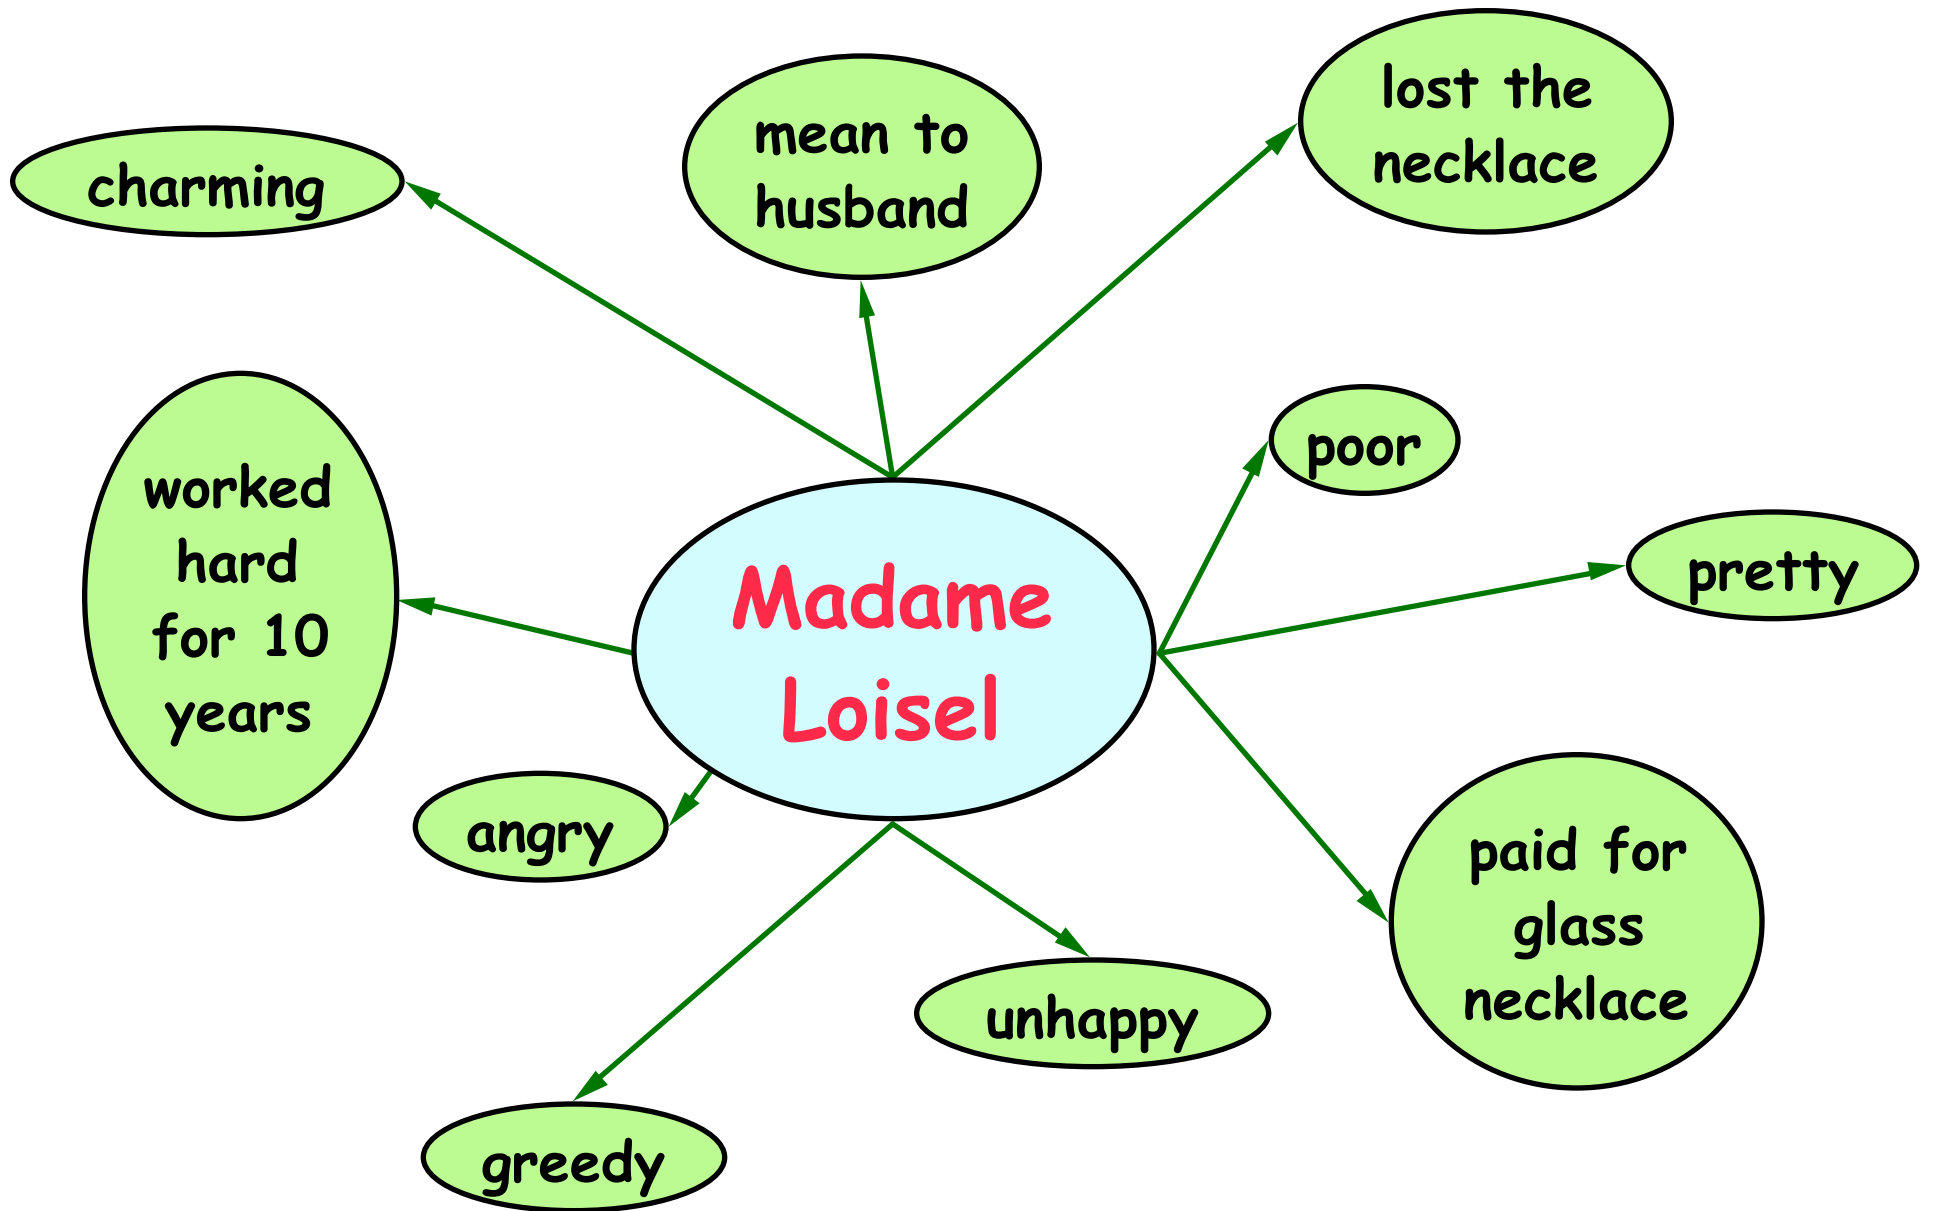 charming
mean to
husband
lost the
necklace
worked
hard
for 10
years
Madame
Loisel
poor
pretty
angry
paid for
glass
necklace
unhappy
greedy